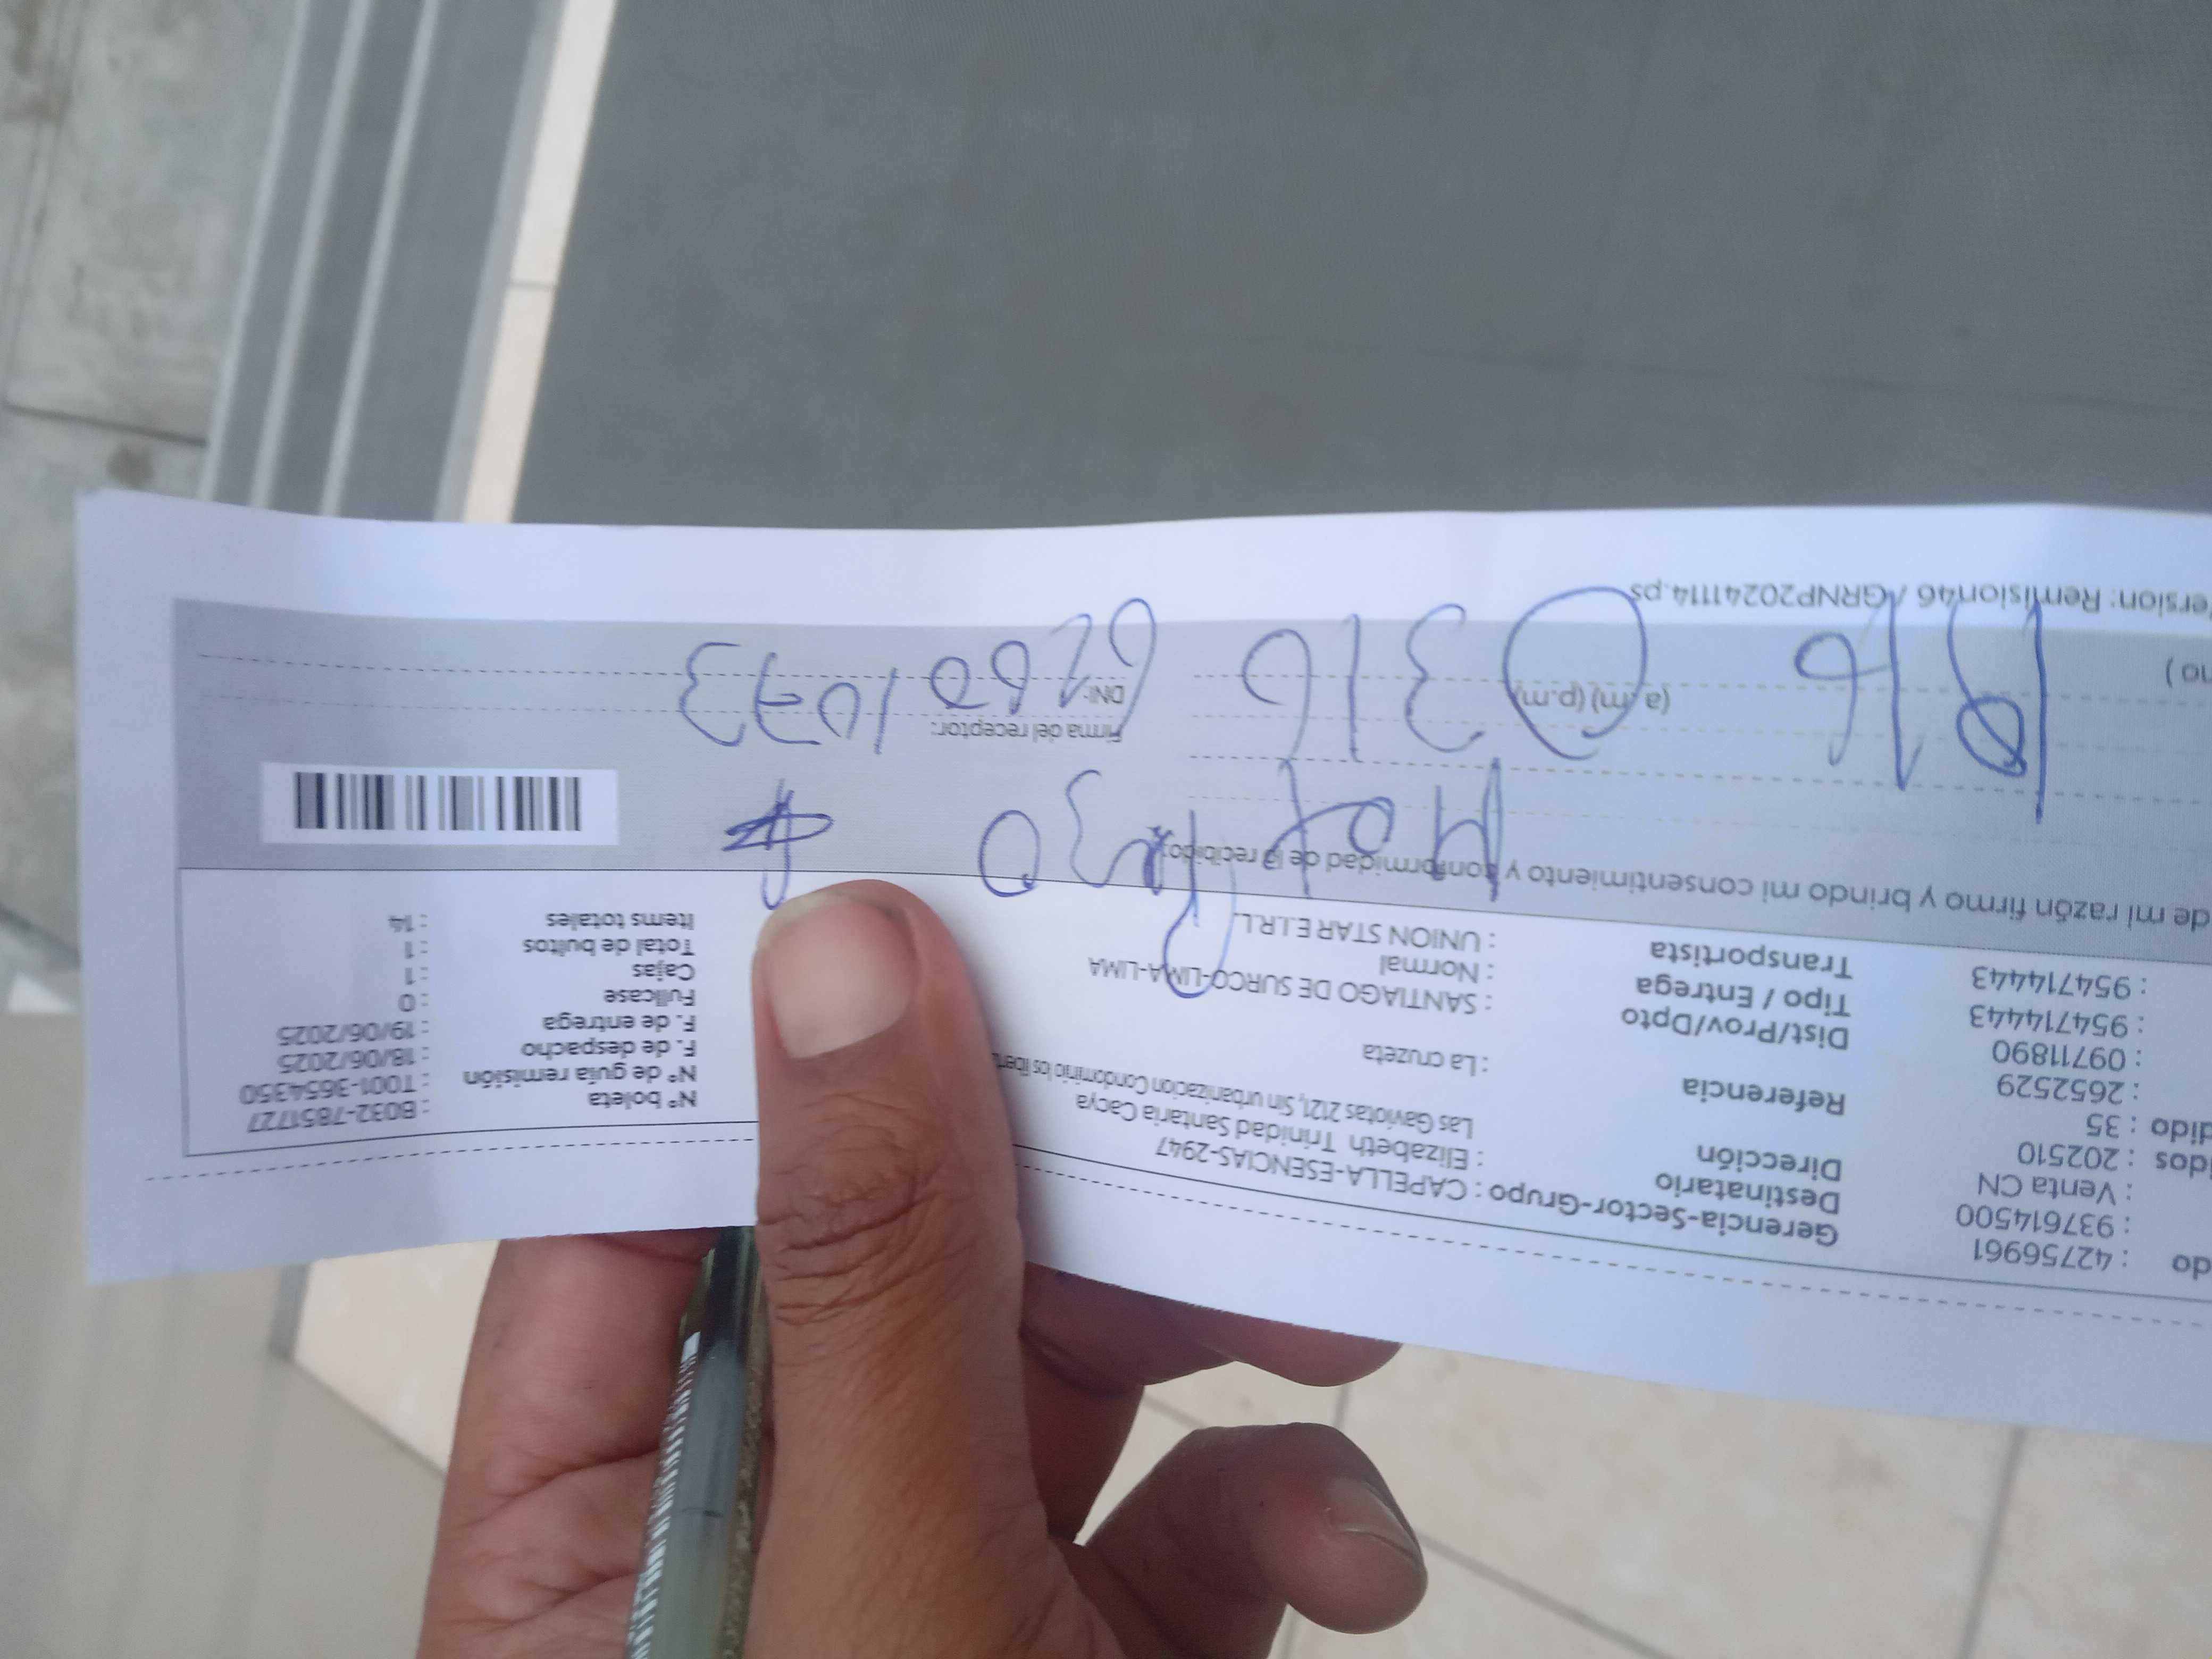 do : 42756961
: 937614500
: Venta CN
idos : 202510
dido : 35
: 2652529
: 09711890
: 954714443
: 954714443
Gerencia-Sector-Grupo : CAPELLA-ESENCIAS-2947
Destinatario : Elizabeth Trinidad Santaria Cacya
Dirección Las Gaviotas 2121, Sin urbanizacion Condominio los liber
Referencia : La cruzeta
Dist/Prov/Dpto : SANTIAGO DE SURCO-LIMA-LIMA
Tipo / Entrega : Normal
Transportista : UNION STAR E.I.R.L.
N° boleta : B032-7851727
N° de guía remisión : T001-3654350
F. de despacho : 18/06/2025
F. de entrega : 19/06/2025
Fullcase : 0
Cajas : 1
Total de bultos : 1
Items totales : 14
de mi razón firmo y brindo mi consentimiento y conformidad de lo recibido:
(a.m) (p.m)
Firma del receptor:
DNI:
no )
ersion: Remision46 / GRNP20241114.ps